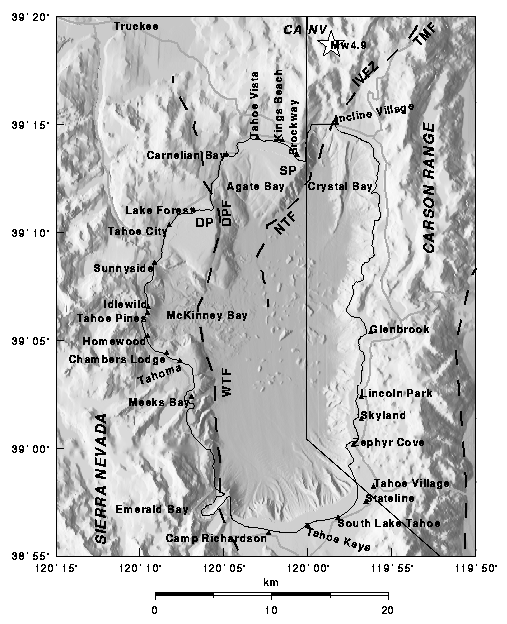 39˚ 20'
Truckee
CA NV
Mw4.9
TMF
IVFZ
Tahoe Vista
Kings Beach
Brockway
Incline Village
39˚ 15'
Carnelian Bay
SP
Agate Bay
Crystal Bay
CARSON RANGE
Lake Forest
DP
DPF
NTF
Tahoe City
39˚ 10'
Sunnyside
Idlewild
Tahoe Pines
McKinney Bay
Glenbrook
39˚ 05'
Homewood
Chambers Lodge
Tahoma
WTF
Meeks Bay
Lincoln Park
Skyland
Zephyr Cove
39˚ 00'
SIERRA NEVADA
Tahoe Village
Stateline
Emerald Bay
South Lake Tahoe
Camp Richardson
Tahoe Keys
38˚ 55'
120˚ 15' 120˚ 10' 120˚ 05' 120˚ 00' 119˚ 55' 119˚ 50'
km
0 10 20